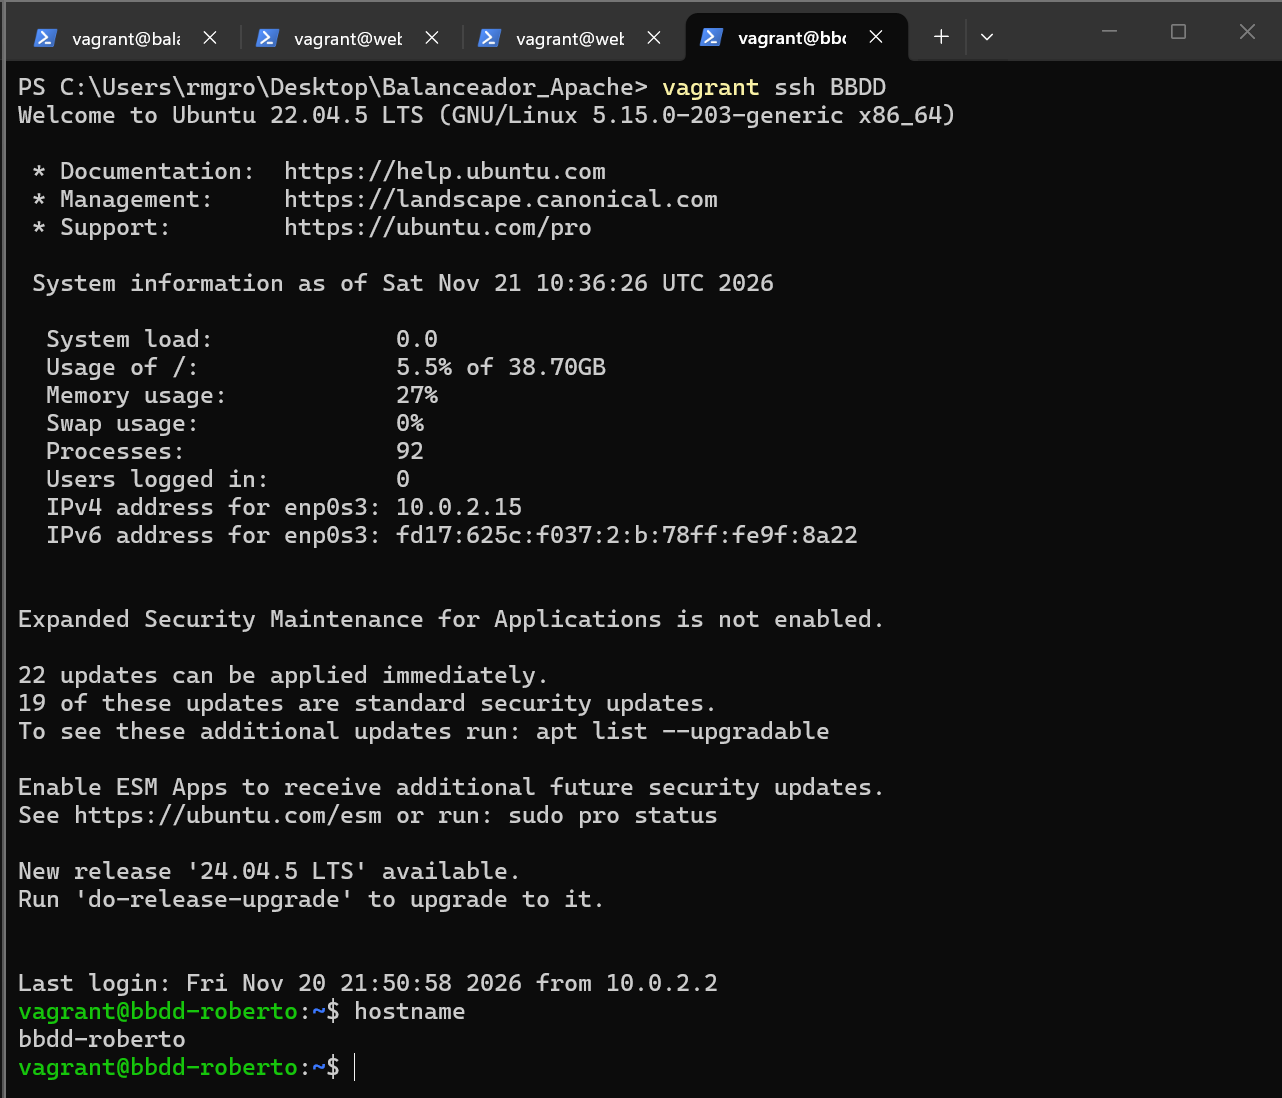 vagrant@bala
vagrant@web
vagrant@web
vagrant@bbd
PS C:\Users\rmgro\Desktop\Balanceador_Apache> vagrant ssh BBDD
Welcome to Ubuntu 22.04.5 LTS (GNU/Linux 5.15.0-203-generic x86_64)
* Documentation:  https://help.ubuntu.com
* Management:     https://landscape.canonical.com
* Support:        https://ubuntu.com/pro
System information as of Sat Nov 21 10:36:26 UTC 2026
System load:             0.0
Usage of /:              5.5% of 38.70GB
Memory usage:            27%
Swap usage:              0%
Processes:               92
Users logged in:         0
IPv4 address for enp0s3: 10.0.2.15
IPv6 address for enp0s3: fd17:625c:f037:2:b:78ff:fe9f:8a22
Expanded Security Maintenance for Applications is not enabled.
22 updates can be applied immediately.
19 of these updates are standard security updates.
To see these additional updates run: apt list --upgradable
Enable ESM Apps to receive additional future security updates.
See https://ubuntu.com/esm or run: sudo pro status
New release '24.04.5 LTS' available.
Run 'do-release-upgrade' to upgrade to it.
Last login: Fri Nov 20 21:50:58 2026 from 10.0.2.2
vagrant@bbdd-roberto:~$ hostname
bbdd-roberto
vagrant@bbdd-roberto:~$